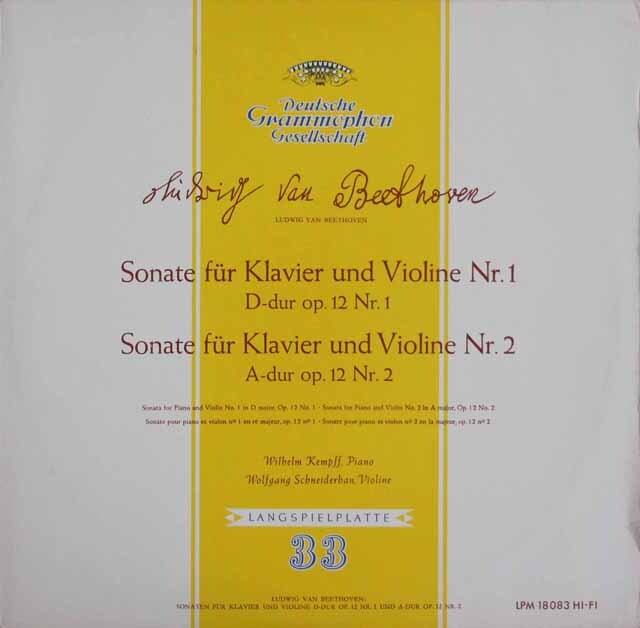 Deutsche
Grammophon
Gesellschaft
Ludwig van Beethoven
LUDWIG VAN BEETHOVEN
Sonate für Klavier und Violine Nr. 1
D-dur op. 12 Nr. 1
Sonate für Klavier und Violine Nr. 2
A-dur op. 12 Nr. 2
Sonata for Piano and Violin No. 1 in D major, Op. 12 No. 1 · Sonata for Piano and Violin No. 2 in A major, Op. 12 No. 2
Sonate pour piano et violon nº 1 en ré majeur, op. 12 nº 1 · Sonate pour piano et violon nº 2 en la majeur, op. 12 nº 2
Wilhelm Kempff, Piano
Wolfgang Schneiderhan, Violine
LANGSPIELPLATTE
33
LUDWIG VAN BEETHOVEN:
SONATEN FÜR KLAVIER UND VIOLINE D-DUR OP. 12 NR. 1 UND A-DUR OP. 12 NR. 2
LPM 18083 HI-FI